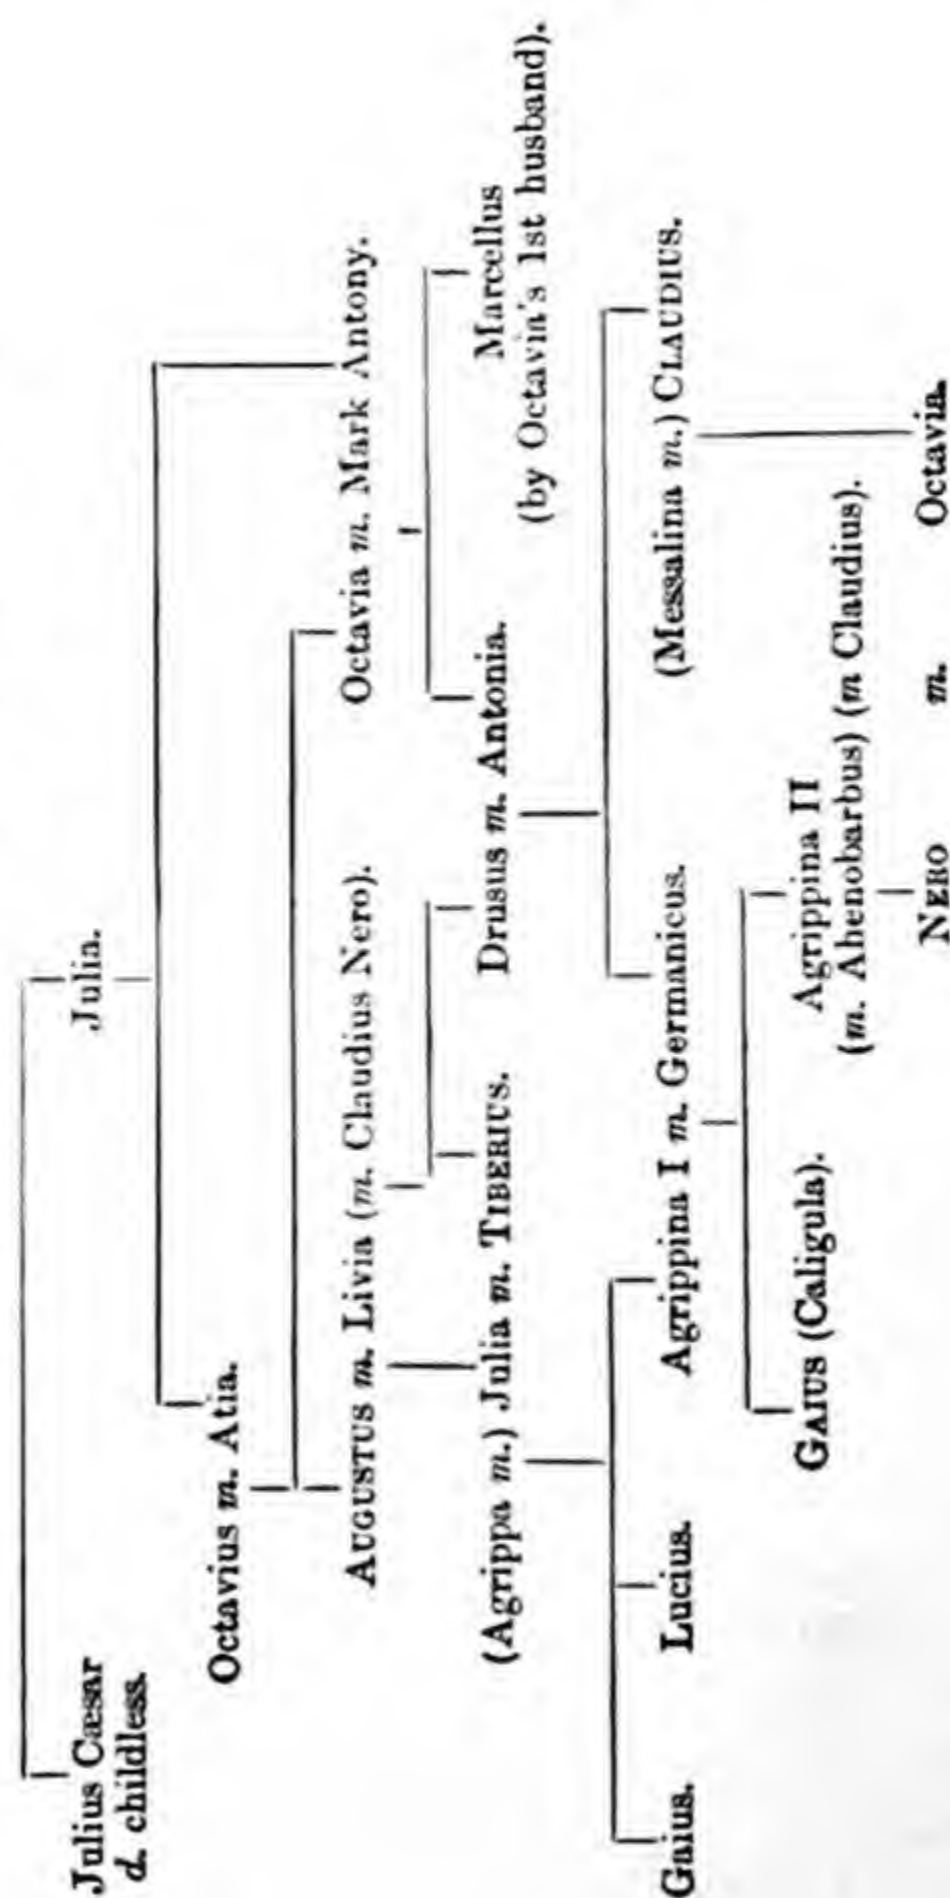 Julius Cæsar Julia.
d. childless.
Octavius m. Atia.
AUGUSTUS m. Livia (m. Claudius Nero). Octavia m. Mark Antony.
(Agrippa m.) Julia m. TIBERIUS. Drusus m. Antonia. Marcellus
(by Octavia's 1st husband).
Gaius. Lucius. Agrippina I m. Germanicus. (Messalina m.) CLAUDIUS.
GAIUS (Caligula). Agrippina II
(m. Ahenobarbus) (m Claudius).
NERO m. Octavia.